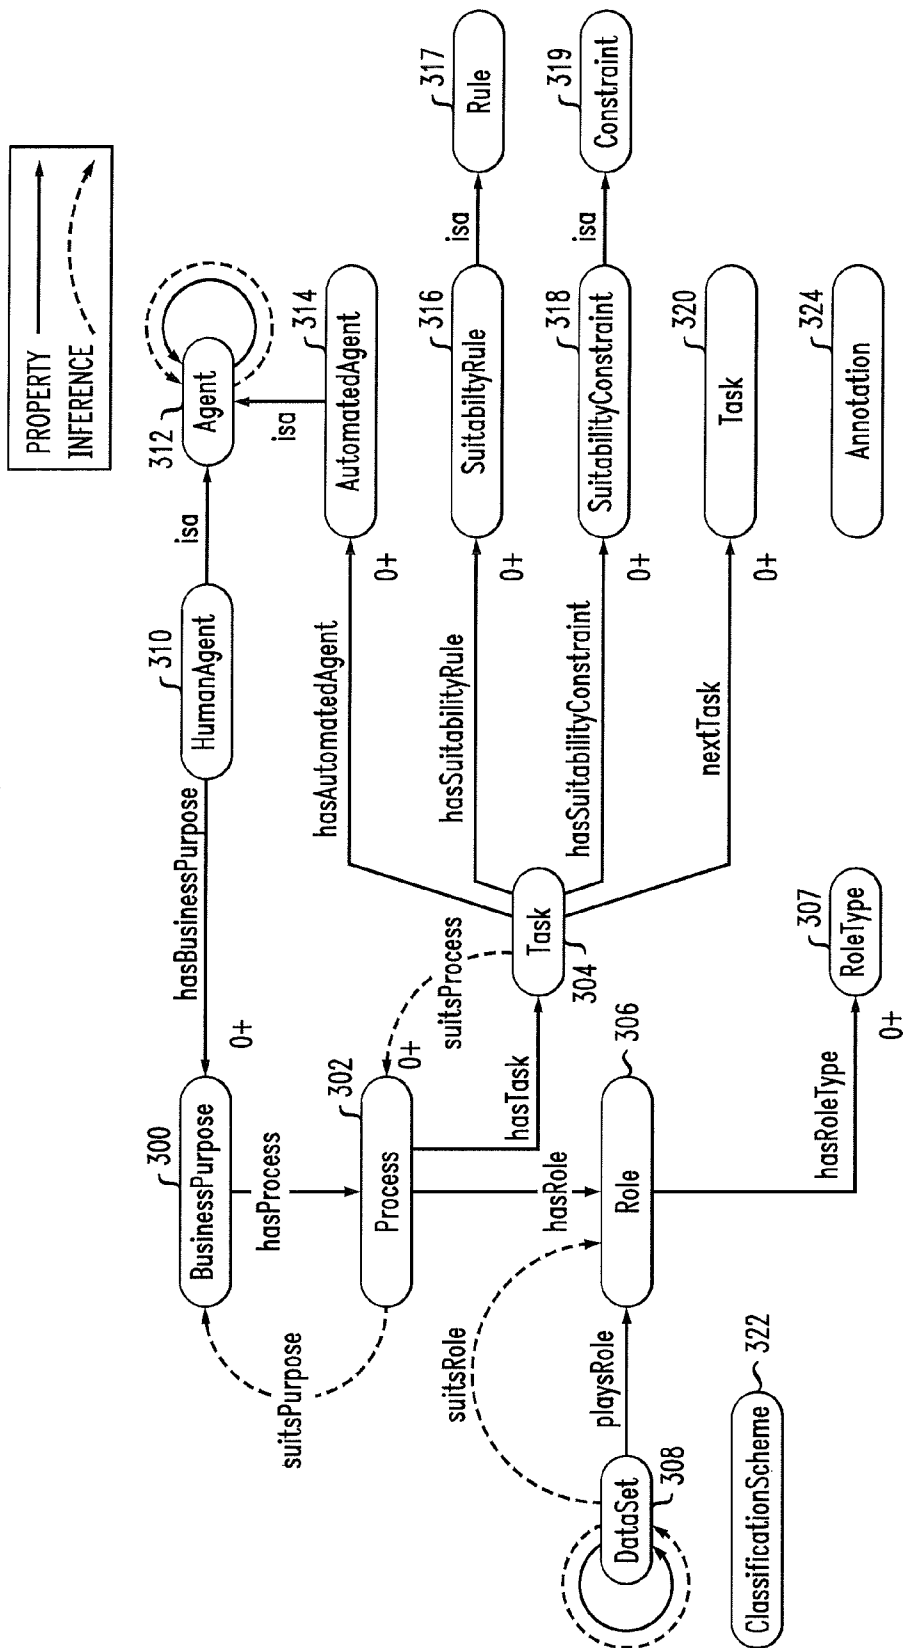 PROPERTY
INFERENCE
300
310
312
BusinessPurpose
hasBusinessPurpose
HumanAgent
isa
Agent
0+
suitsPurpose
hasProcess
isa
302
314
Process
hasAutomatedAgent
AutomatedAgent
0+
0+
suitsProcess
suitsRole
hasSuitabilityRule
316
317
SuitabiltyRule
isa
Rule
0+
hasTask
Task
304
hasRole
hasSuitabilityConstraint
318
319
playsRole
306
DataSet
Role
SuitabilityConstraint
isa
Constraint
308
0+
nextTask
320
Task
322
ClassificationScheme
0+
307
324
hasRoleType
RoleType
Annotation
0+